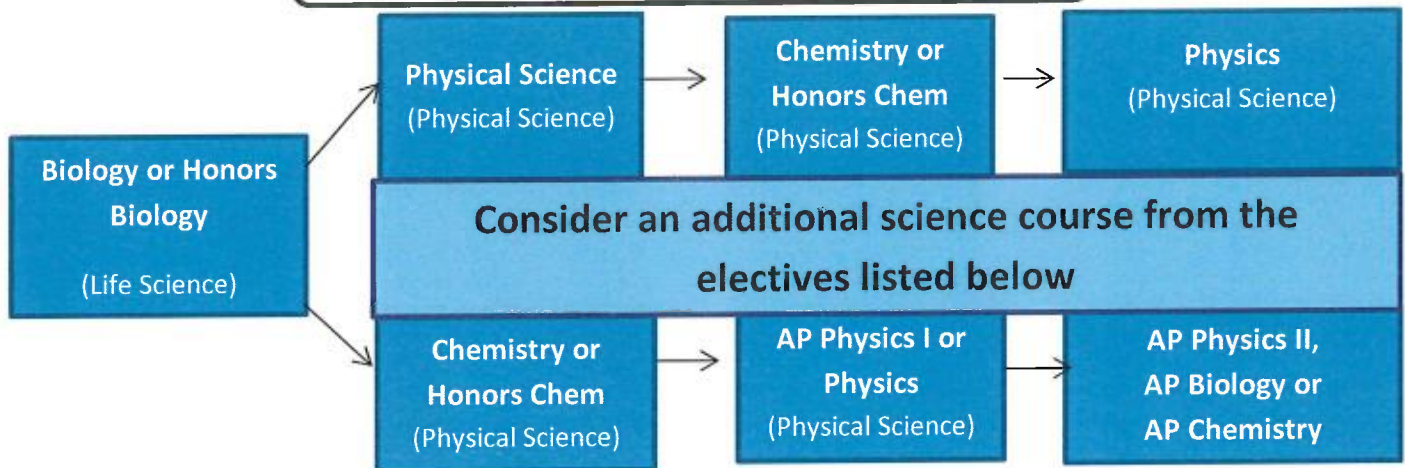 Physical Science
(Physical Science)
Chemistry or
Honors Chem
(Physical Science)
Physics
(Physical Science)
Biology or Honors
Biology
(Life Science)
Consider an additional science course from the
electives listed below
Chemistry or
Honors Chem
(Physical Science)
AP Physics I or
Physics
(Physical Science)
AP Physics II,
AP Biology or
AP Chemistry